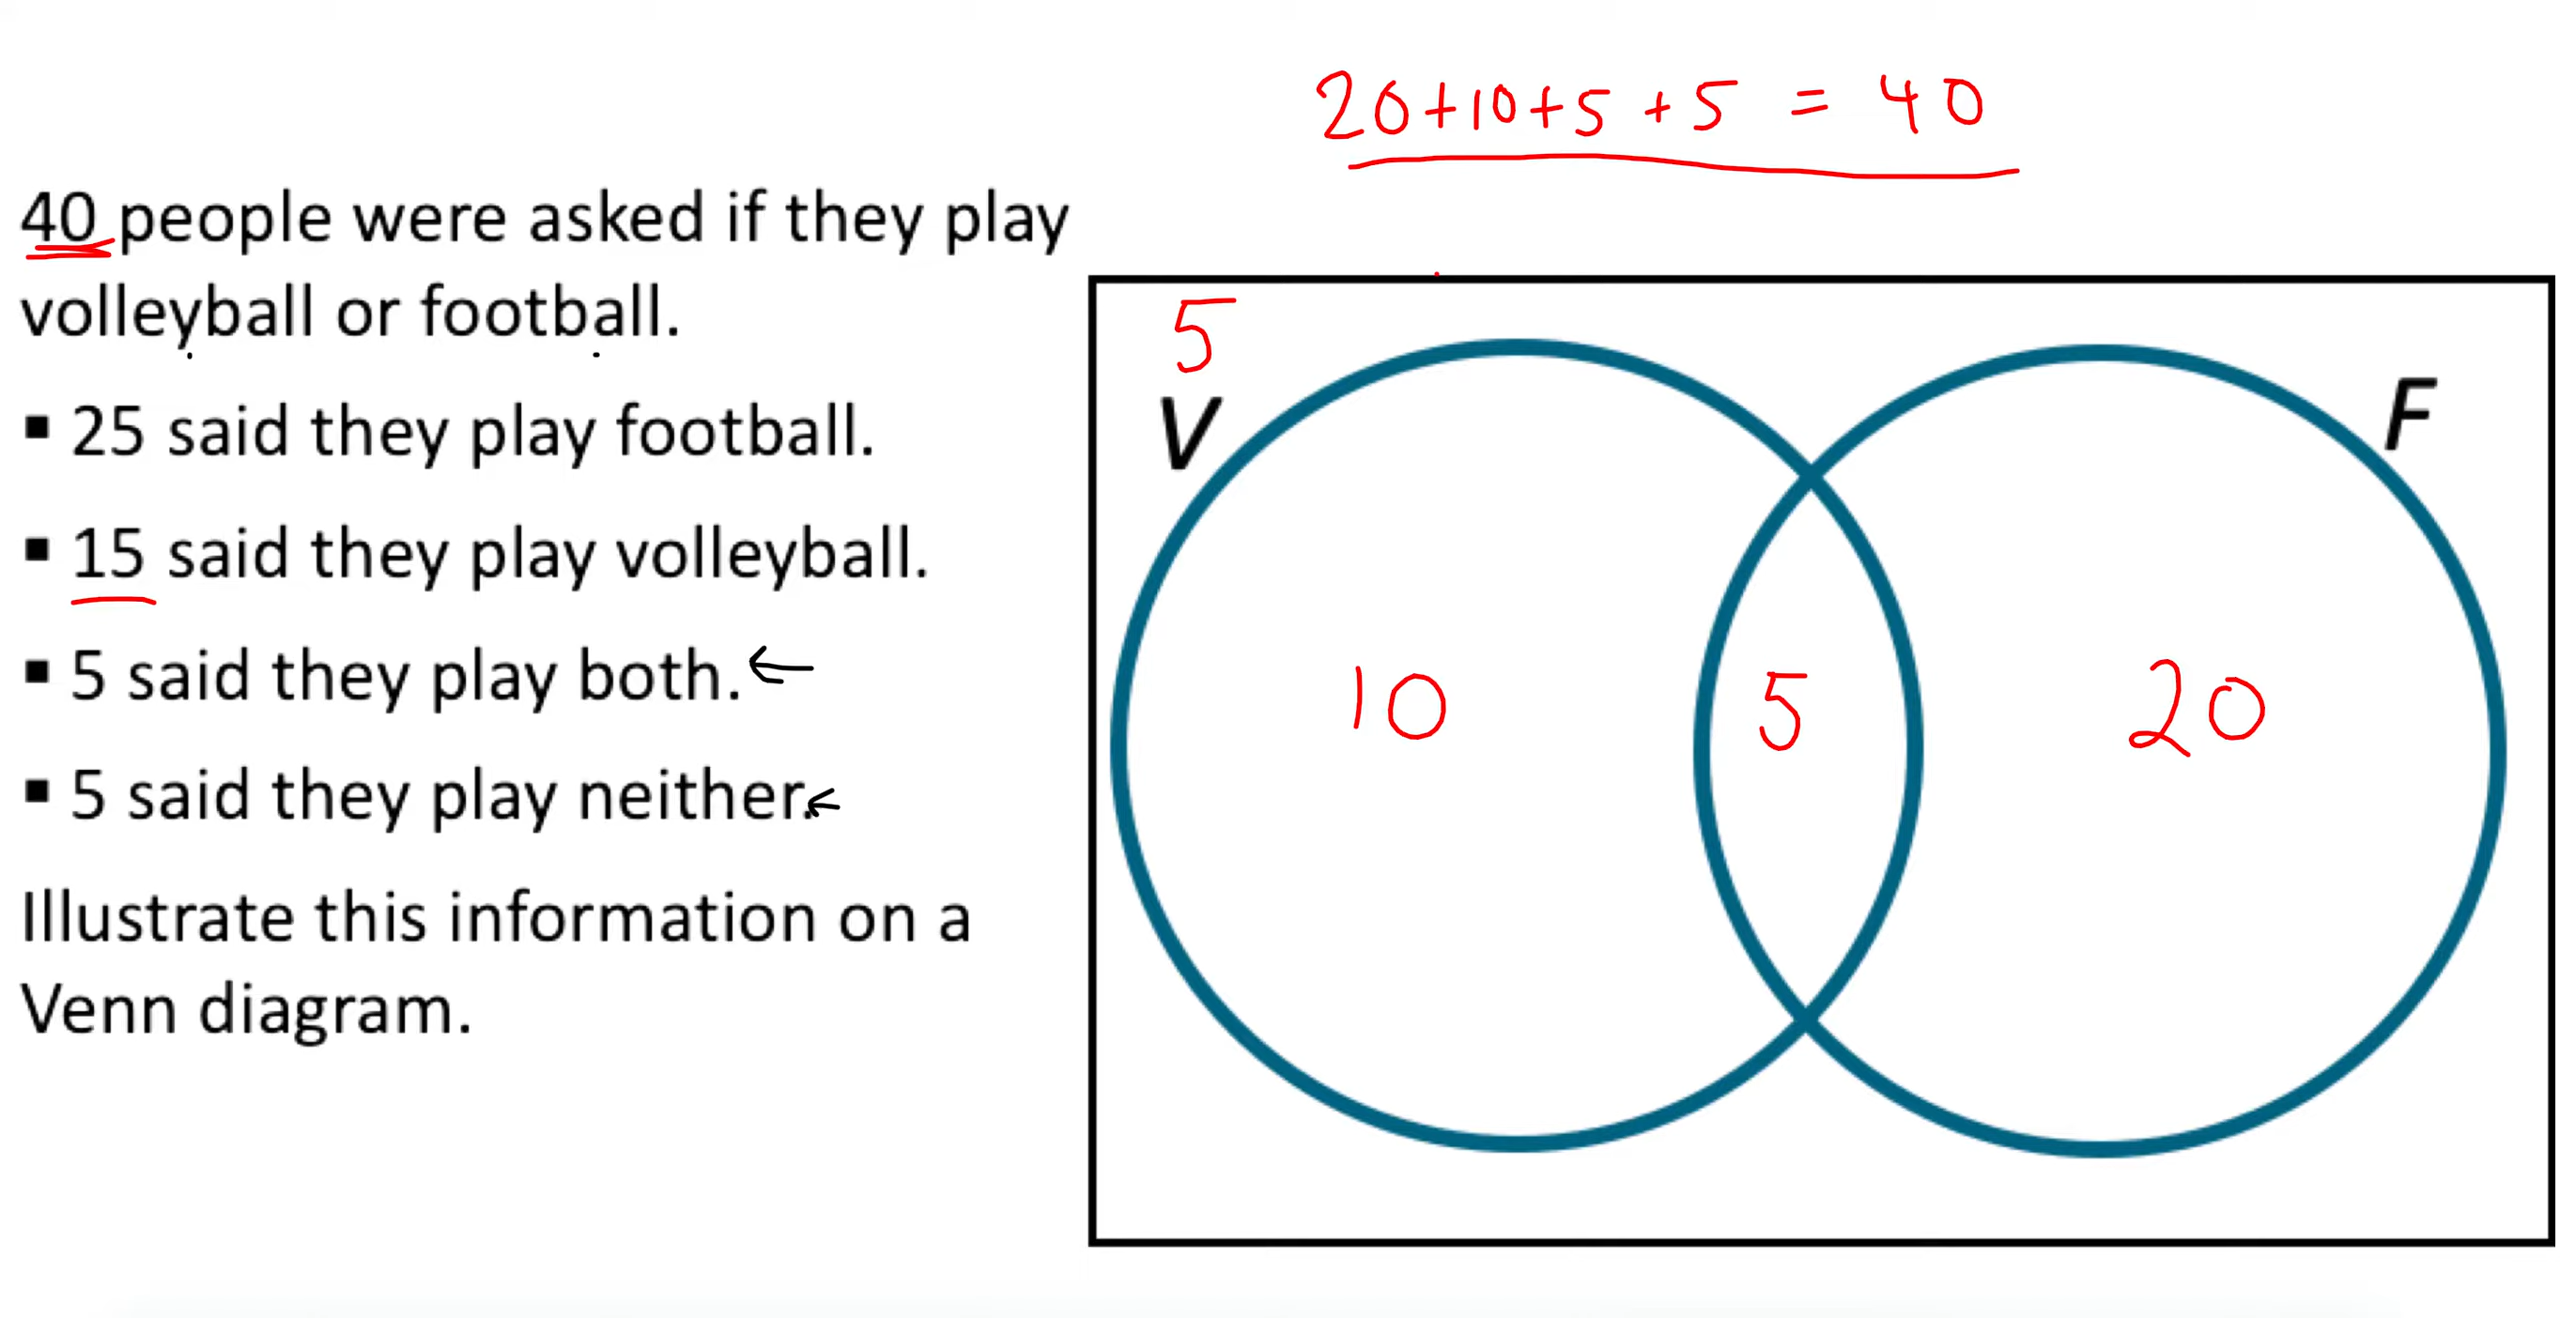 20+10+5+5 = 40
40 people were asked if they play
volleyball or football.
▪ 25 said they play football.
▪ 15 said they play volleyball.
▪ 5 said they play both.←
▪ 5 said they play neither.←
Illustrate this information on a
Venn diagram.
5
V
F
10
5
20